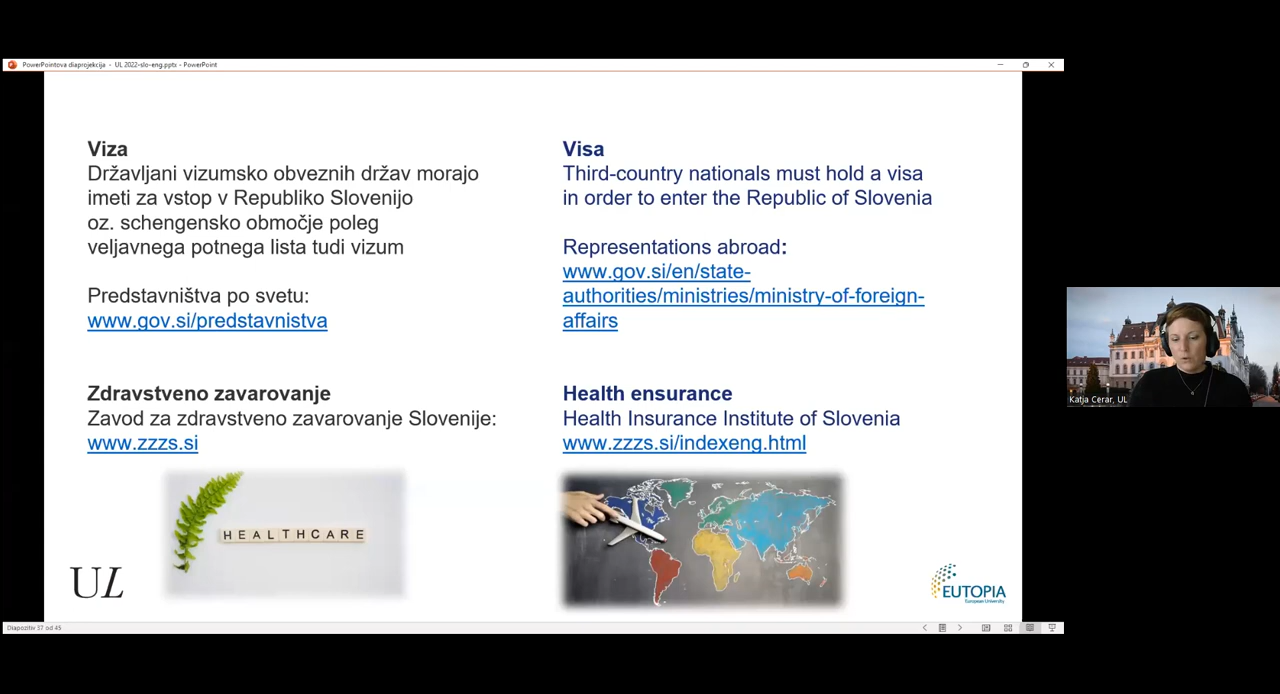 PowerPointova diaprojekcija - UL 2022-slo-eng.pptx - PowerPoint
Viza
Državljani vizumsko obveznih držav morajo
imeti za vstop v Republiko Slovenijo
oz. schengensko območje poleg
veljavnega potnega lista tudi vizum
Predstavništva po svetu:
www.gov.si/predstavnistva
Zdravstveno zavarovanje
Zavod za zdravstveno zavarovanje Slovenije:
www.zzzs.si
HEALTHCARE
UL
Visa
Third-country nationals must hold a visa
in order to enter the Republic of Slovenia
Representations abroad:
www.gov.si/en/state-
authorities/ministries/ministry-of-foreign-
affairs
Health ensurance
Health Insurance Institute of Slovenia
www.zzzs.si/indexeng.html
EUTOPIA
European University
Diapozitiv 37 od 45
Katja Cerar, UL